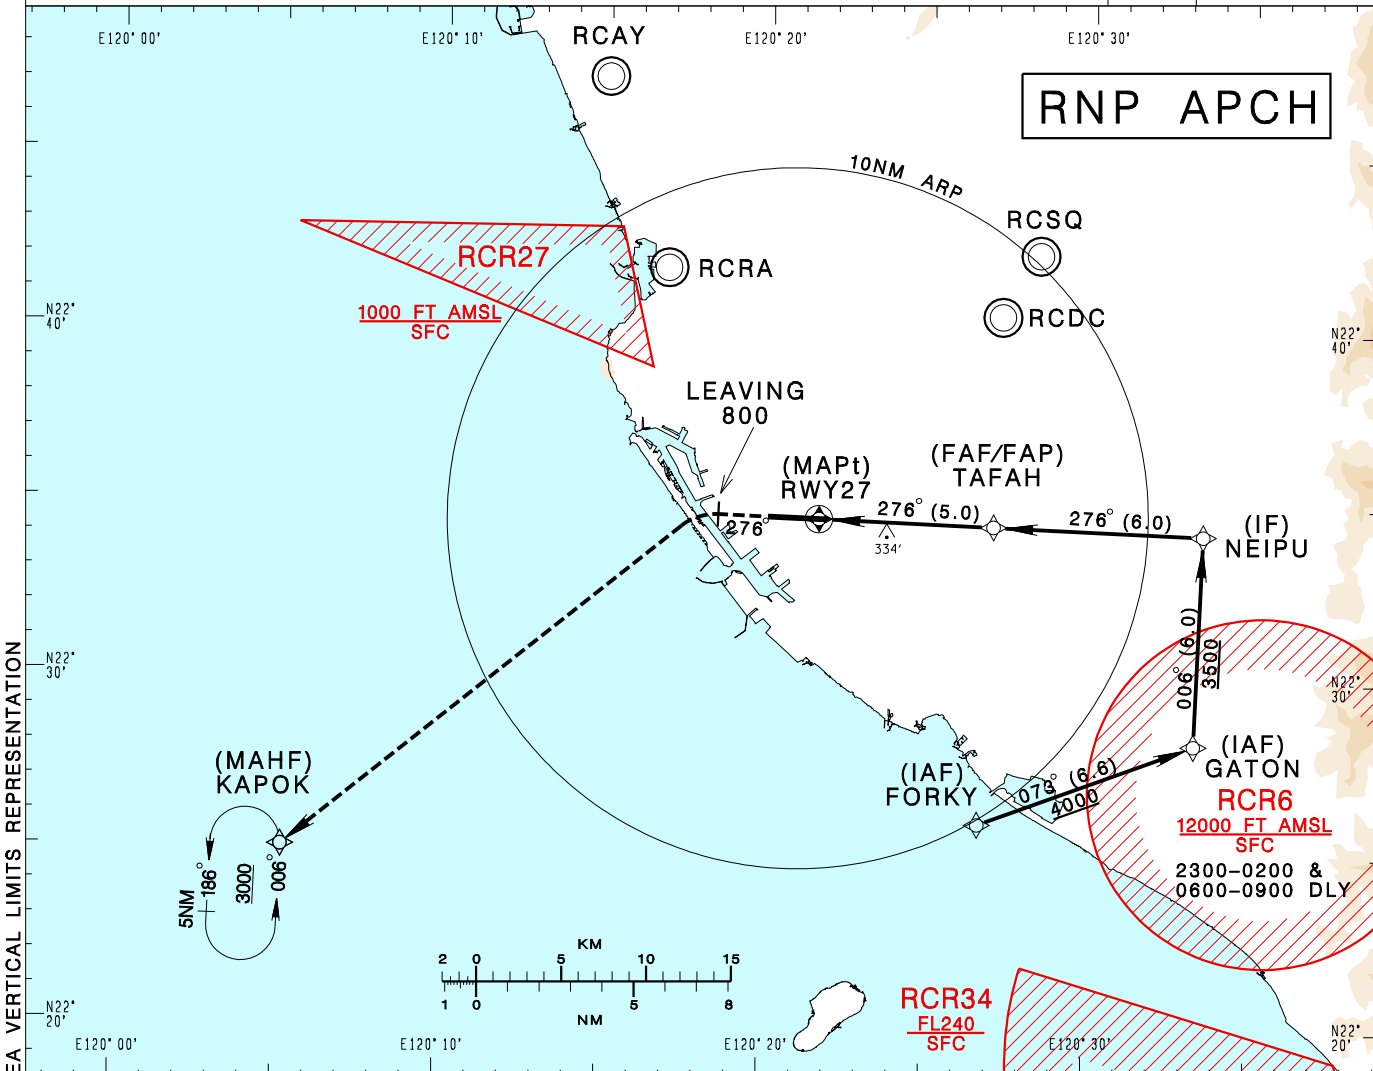 E120° 00'
E120° 10'
E120° 20'
E120° 30'
RCAY
RNP APCH
10NM ARP
RCSQ
RCR27
RCRA
1000 FT AMSL
SFC
RCDC
N22°
40'
N22°
40'
LEAVING
800
(MAPt)
RWY27
(FAF/FAP)
TAFAH
276°
276° (5.0)
276° (6.0)
334'
(IF)
NEIPU
006° (6.0)
3500
N22°
30'
N22°
30'
(MAHF)
KAPOK
(IAF)
FORKY
073° (6.6)
4000
(IAF)
GATON
RCR6
12000 FT AMSL
SFC
2300-0200 &
0600-0900 DLY
5NM
186°
3000
006°
KM
2 0 5 10 15
1 0 5 8
NM
RCR34
FL240
SFC
N22°
20'
N22°
20'
E120° 00'
E120° 10'
E120° 20'
E120° 30'
EA VERTICAL LIMITS REPRESENTATION